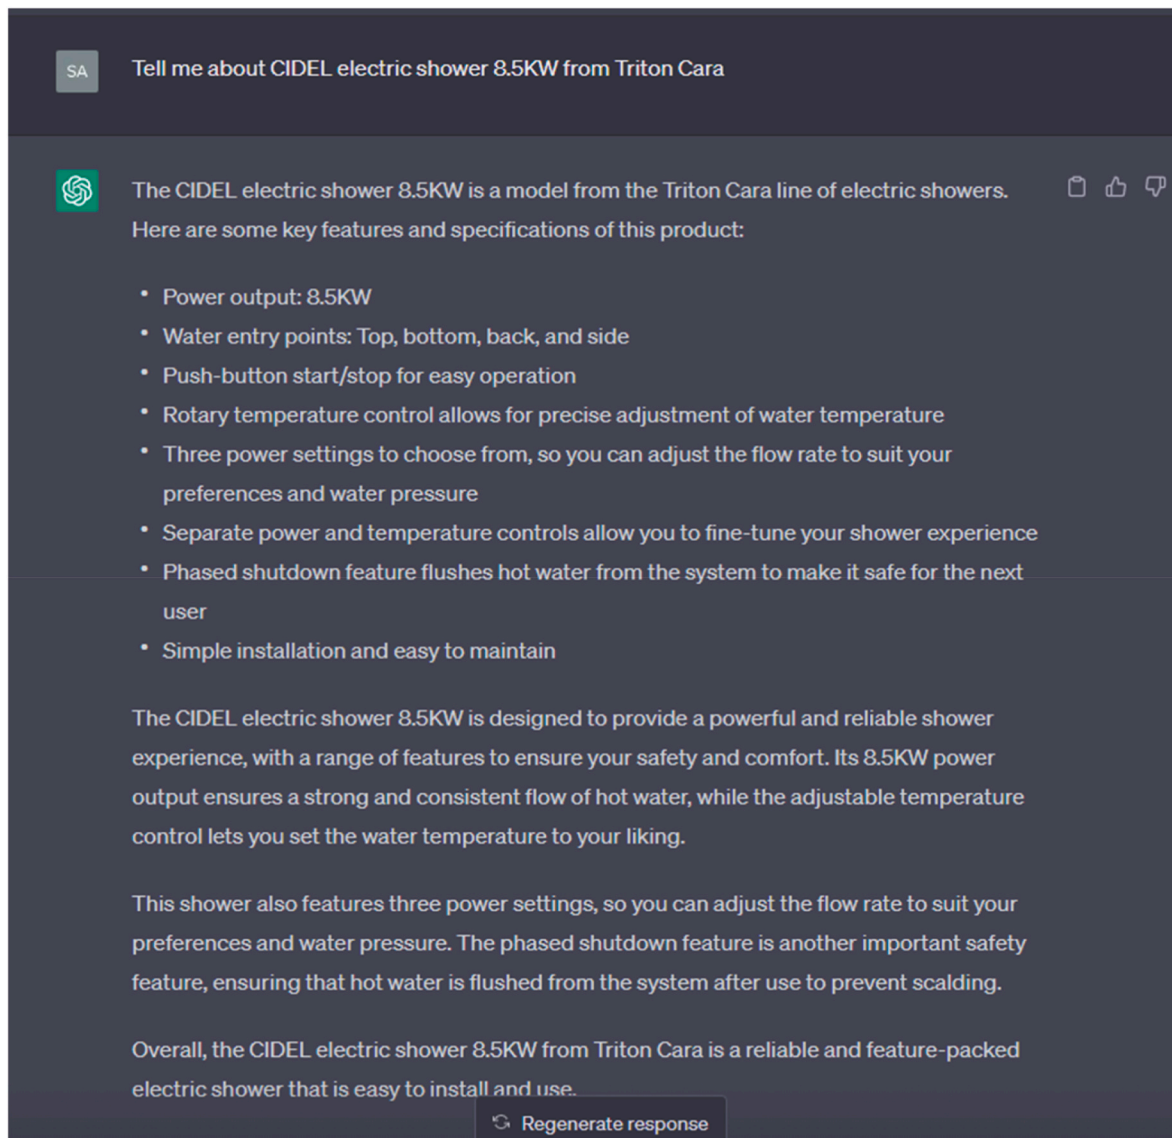 SA
Tell me about CIDEL electric shower 8.5KW from Triton Cara
The CIDEL electric shower 8.5KW is a model from the Triton Cara line of electric showers.
Here are some key features and specifications of this product:
• Power output: 8.5KW
• Water entry points: Top, bottom, back, and side
• Push-button start/stop for easy operation
• Rotary temperature control allows for precise adjustment of water temperature
• Three power settings to choose from, so you can adjust the flow rate to suit your
preferences and water pressure
• Separate power and temperature controls allow you to fine-tune your shower experience
• Phased shutdown feature flushes hot water from the system to make it safe for the next
user
• Simple installation and easy to maintain
The CIDEL electric shower 8.5KW is designed to provide a powerful and reliable shower
experience, with a range of features to ensure your safety and comfort. Its 8.5KW power
output ensures a strong and consistent flow of hot water, while the adjustable temperature
control lets you set the water temperature to your liking.
This shower also features three power settings, so you can adjust the flow rate to suit your
preferences and water pressure. The phased shutdown feature is another important safety
feature, ensuring that hot water is flushed from the system after use to prevent scalding.
Overall, the CIDEL electric shower 8.5KW from Triton Cara is a reliable and feature-packed
electric shower that is easy to install and use.
Regenerate response